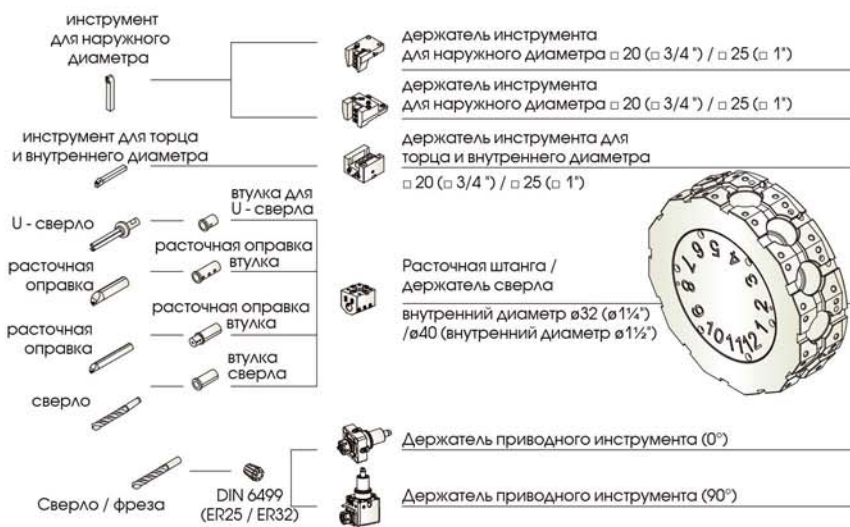 инструмент
для наружного
диаметра
держатель инструмента
для наружного диаметра □ 20 (□ 3/4 ") / □ 25 (□ 1")
держатель инструмента
для наружного диаметра □ 20 (□ 3/4 ") / □ 25 (□ 1")
инструмент для торца
и внутреннего диаметра
держатель инструмента для
торца и внутреннего диаметра
□ 20 (□ 3/4 ") / □ 25 (□ 1")
U - сверло
втулка для
U - сверла
расточная
оправка
расточная оправка
втулка
расточная
оправка
расточная оправка
втулка
сверло
втулка
сверла
Расточная штанга /
держатель сверла
внутренний диаметр ø32 (ø1¼")
/ø40 (внутренний диаметр ø1½")
1 2 3 4 5 6 7 8 9 10 11 12
Сверло / фреза
DIN 6499
(ER25 / ER32)
Держатель приводного инструмента (0°)
Держатель приводного инструмента (90°)